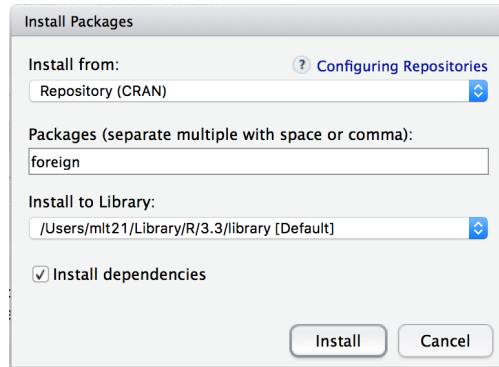 Install Packages
Install from:
? Configuring Repositories
Repository (CRAN)
Packages (separate multiple with space or comma):
foreign
Install to Library:
/Users/mlt21/Library/R/3.3/library [Default]
Install dependencies
Install
Cancel